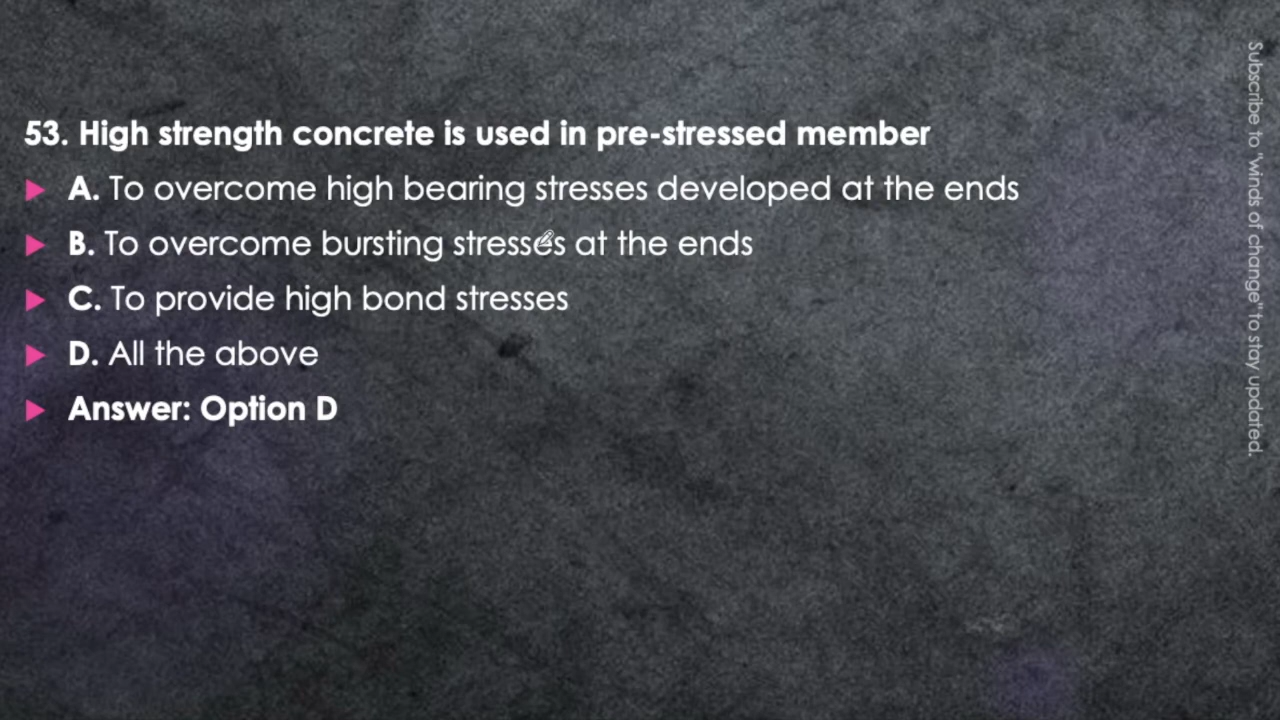 53. High strength concrete is used in pre-stressed member
A. To overcome high bearing stresses developed at the ends
B. To overcome bursting stresses at the ends
C. To provide high bond stresses
D. All the above
Answer: Option D
Subscribe to "winds of change" to stay updated.